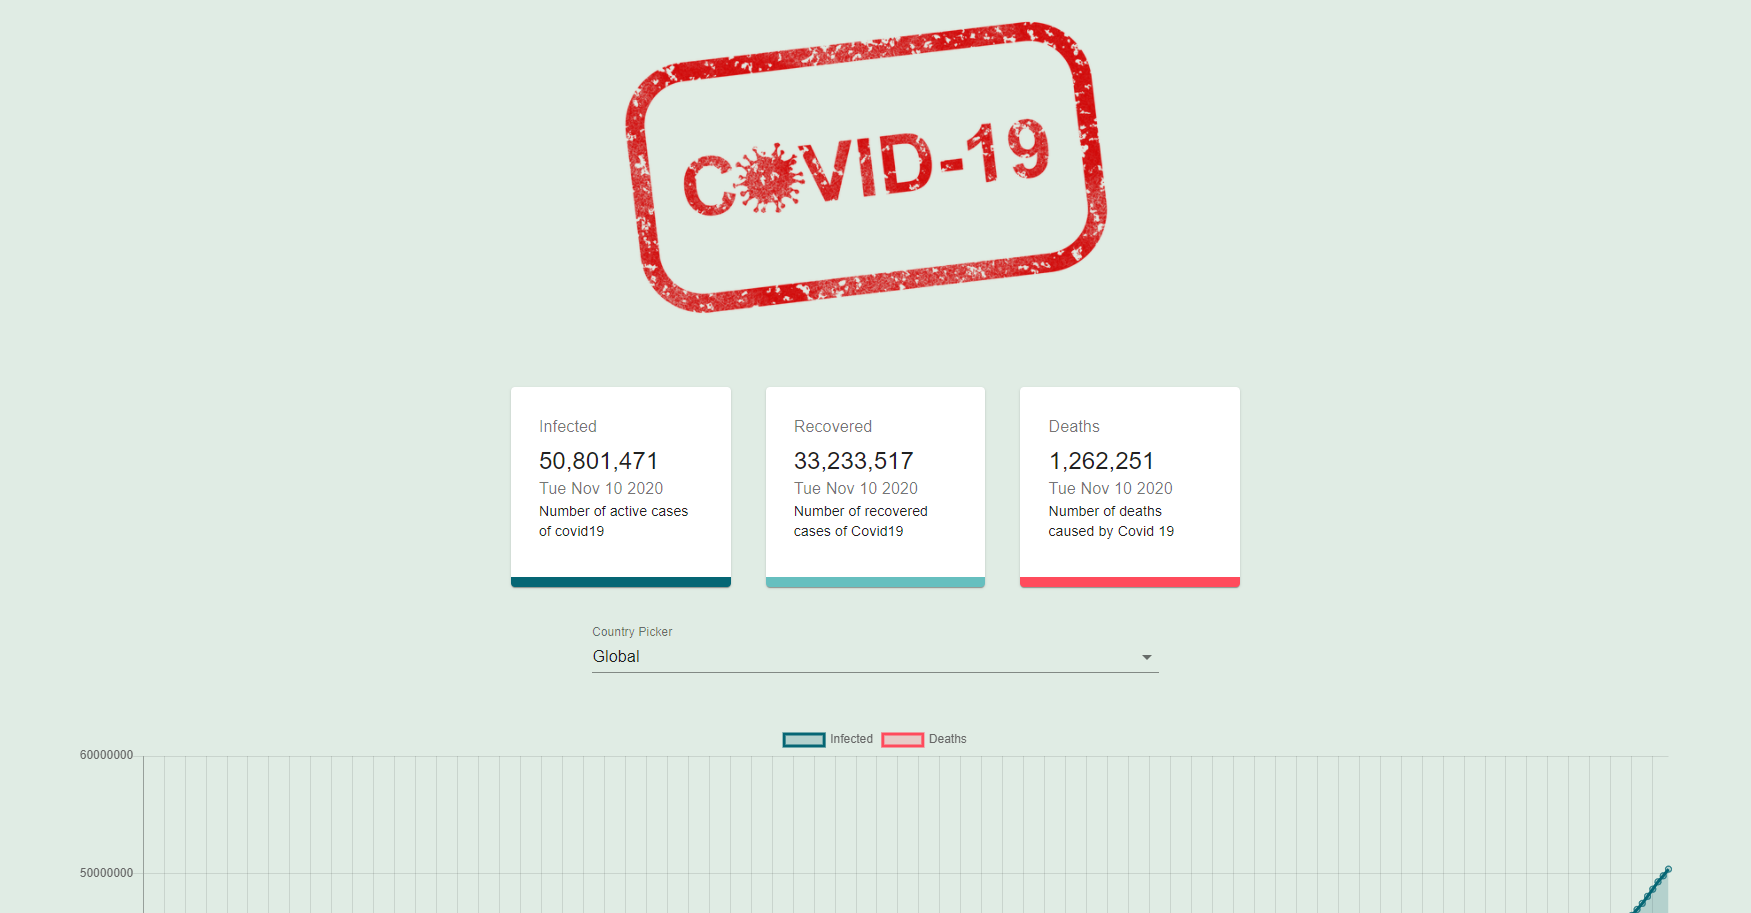 COVID-19
Infected
50,801,471
Tue Nov 10 2020
Number of active cases
of covid19
Recovered
33,233,517
Tue Nov 10 2020
Number of recovered
cases of Covid19
Deaths
1,262,251
Tue Nov 10 2020
Number of deaths
caused by Covid 19
Country Picker
Global
Infected Deaths
60000000
50000000